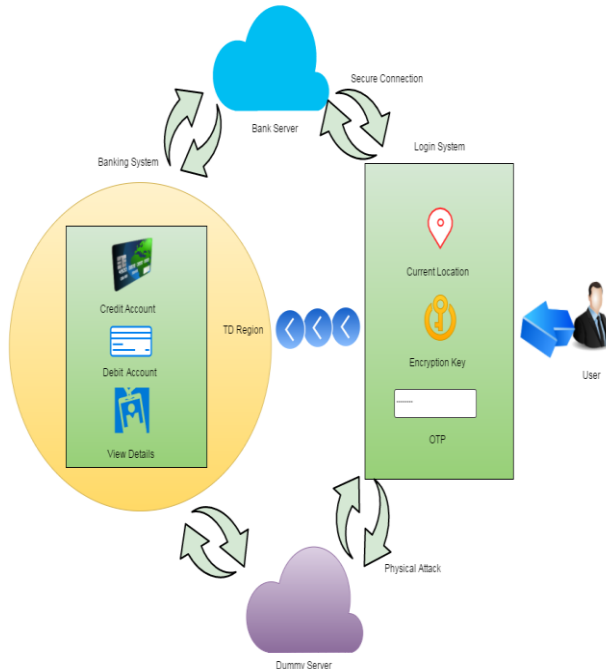 Secure Connection
Bank Server
Login System
Banking System
Current Location
Credit Account
TD Region
Encryption Key
Debit Account
User
OTP
View Details
Physical Attack
Dummy Server